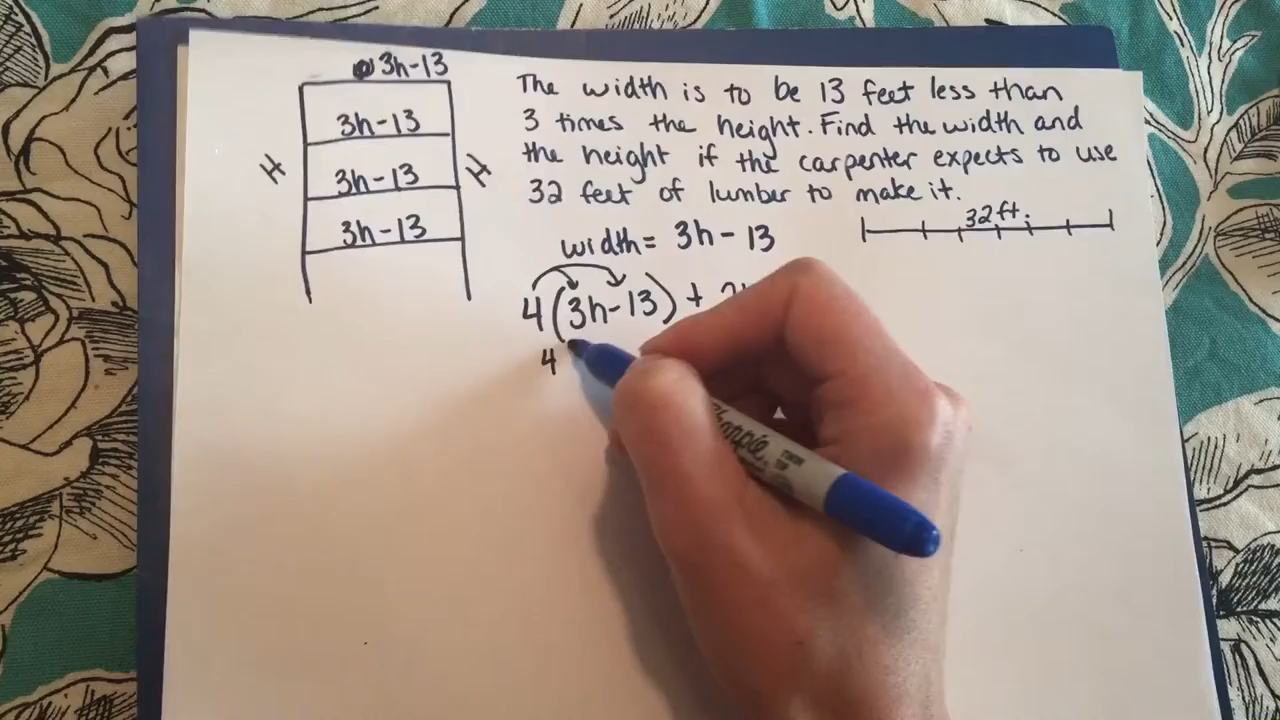 3h-13
3h-13
3h-13
3h-13
H
H
The width is to be 13 feet less than
3 times the height. Find the width and
the height if the carpenter expects to use
32 feet of lumber to make it.
32ft.
width= 3h-13
4(3h-13) +
4
Sharpie
TWIN TIP